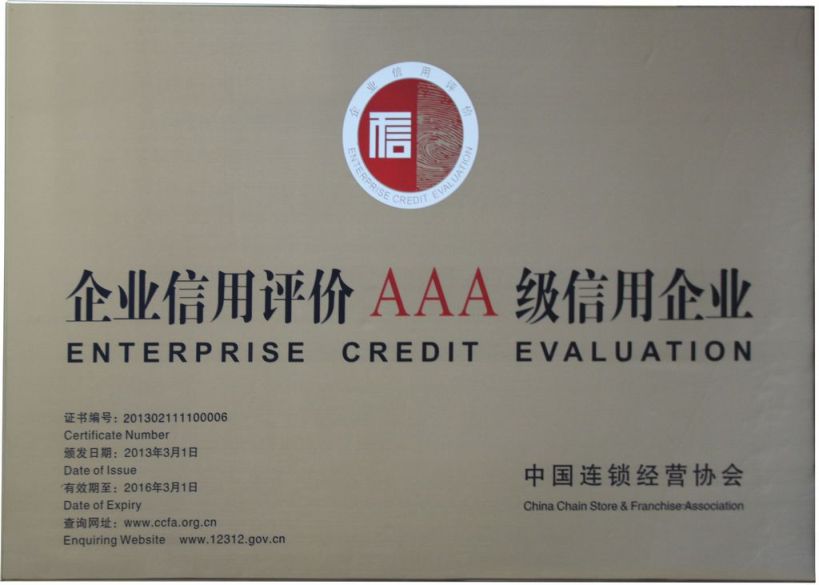 企业信用评价
信
ENTERPRISE CREDIT EVALUATION
企业信用评价 AAA 级信用企业
ENTERPRISE CREDIT EVALUATION
证书编号：201302111100006
Certificate Number
颁发日期：2013年3月1日
Date of Issue
有效期至：2016年3月1日
Date of Expiry
查询网址：www.ccfa.org.cn
Enquiring Website www.12312.gov.cn
中国连锁经营协会
China Chain Store & Franchise Association